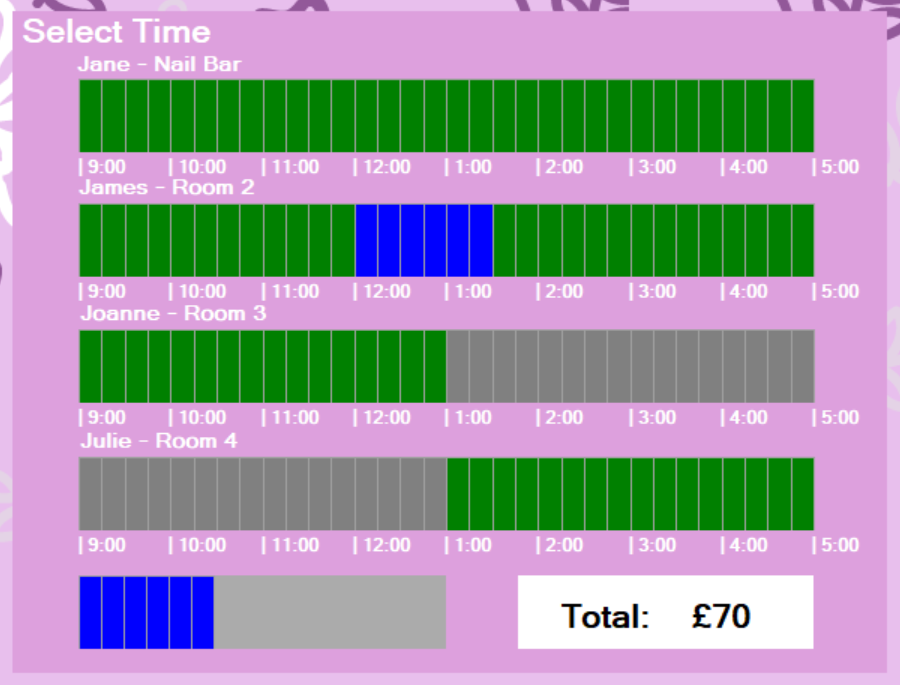 Select Time
Jane - Nail Bar
| 9:00 | 10:00 | 11:00 | 12:00 | 1:00 | 2:00 | 3:00 | 4:00 | 5:00
James - Room 2
| 9:00 | 10:00 | 11:00 | 12:00 | 1:00 | 2:00 | 3:00 | 4:00 | 5:00
Joanne - Room 3
| 9:00 | 10:00 | 11:00 | 12:00 | 1:00 | 2:00 | 3:00 | 4:00 | 5:00
Julie - Room 4
| 9:00 | 10:00 | 11:00 | 12:00 | 1:00 | 2:00 | 3:00 | 4:00 | 5:00
Total: £70